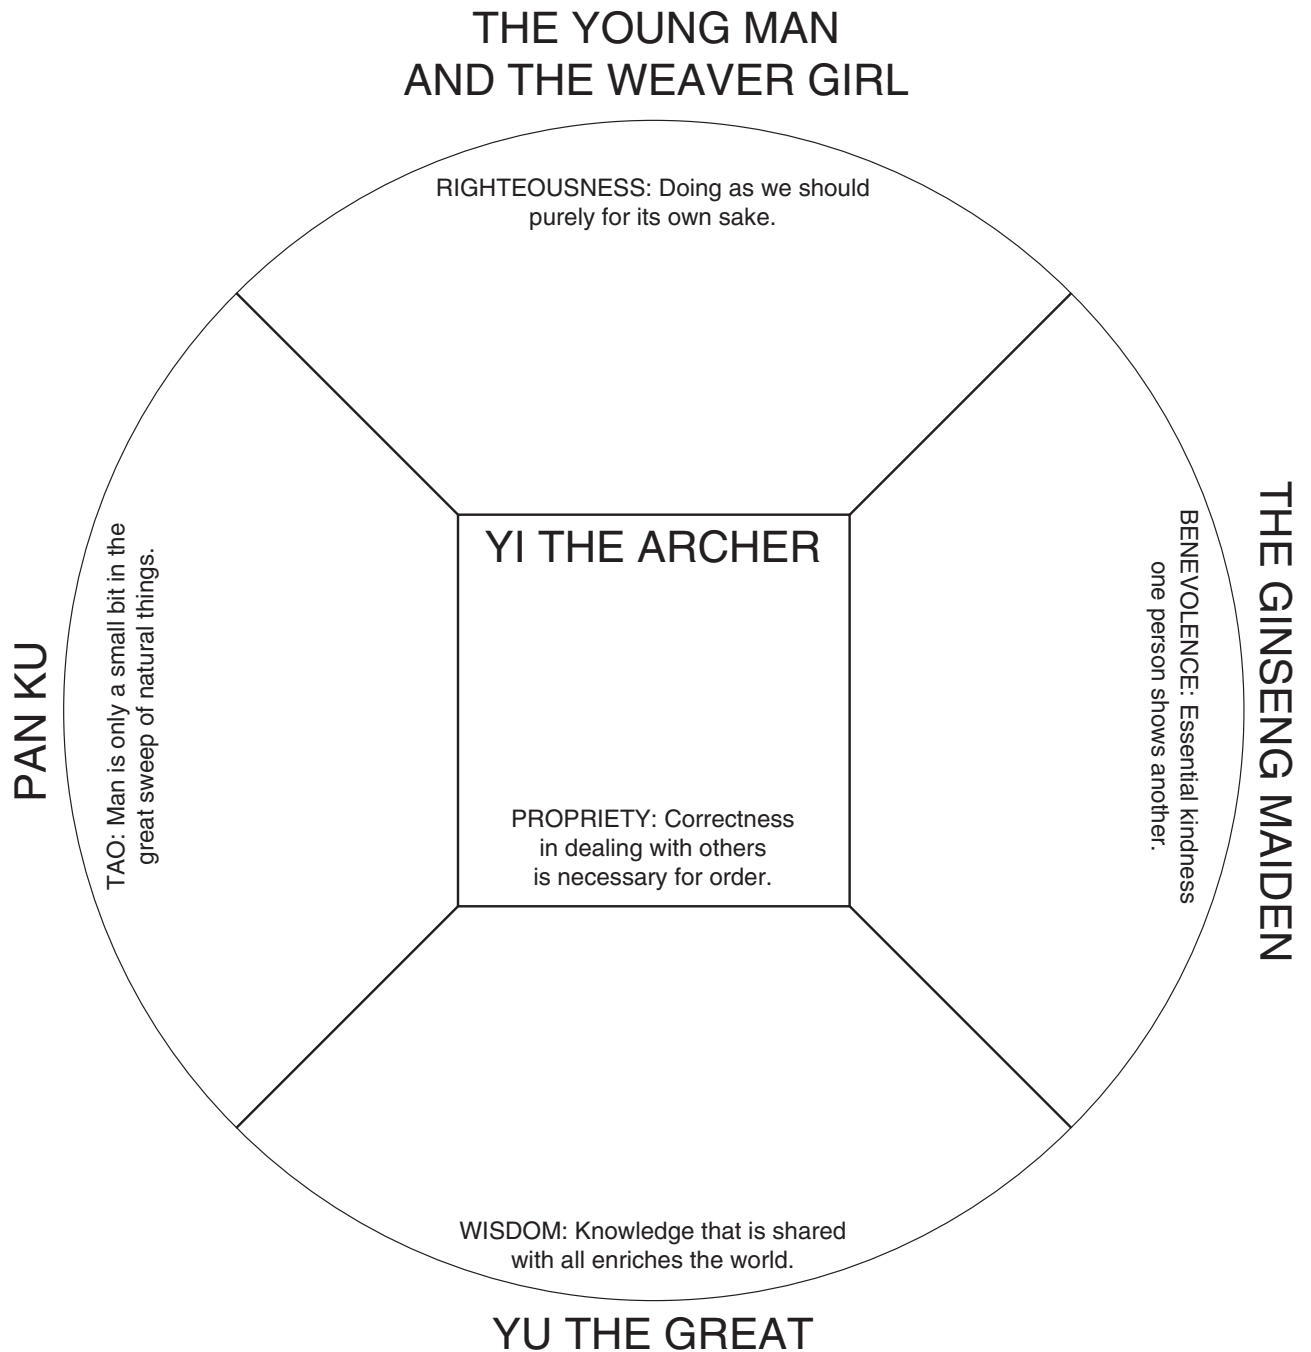 THE YOUNG MAN
AND THE WEAVER GIRL
RIGHTEOUSNESS: Doing as we should
purely for its own sake.
PAN KU
TAO: Man is only a small bit in the
great sweep of natural things.
YI THE ARCHER
PROPRIETY: Correctness
in dealing with others
is necessary for order.
BENEVOLENCE: Essential kindness
one person shows another.
THE GINSENG MAIDEN
WISDOM: Knowledge that is shared
with all enriches the world.
YU THE GREAT